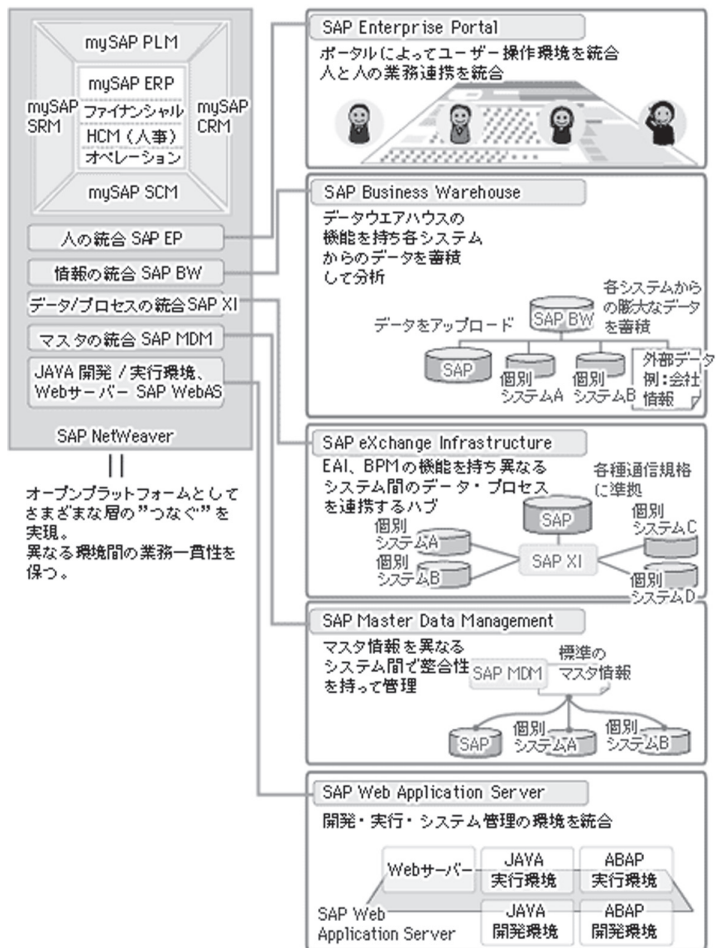 mySAP PLM
mySAP ERP
ファイナンシャル
HCM（人事）
オペレーション
mySAP
SRM
mySAP
CRM
mySAP SCM
人の統合 SAP EP
情報の統合 SAP BW
データ/プロセスの統合SAP XI
マスタの統合 SAP MDM
JAVA 開発 / 実行環境、
Webサーバー SAP WebAS
SAP NetWeaver
オープンプラットフォームとして
さまざまな層の”つなぐ”を
実現。
異なる環境間の業務一貫性を
保つ。
SAP Enterprise Portal
ポータルによってユーザー操作環境を統合
人と人の業務連携を統合
SAP Business Warehouse
データウエアハウスの
機能を持ち各システム
からのデータを蓄積
して分析
データをアップロード
SAP BW
各システムから
の膨大なデータ
を蓄積
SAP
個別
システムA
個別
システムB
外部データ
例：会社
情報
SAP eXchange Infrastructure
EAI、BPMの機能を持ち異なる
システム間のデータ・プロセス
を連携するハブ
各種通信規格
に準拠
個別
システムA
個別
システムB
SAP
SAP XI
個別
システムC
個別
システムD
SAP Master Data Management
マスタ情報を異なる
システム間で整合性
を持って管理
SAP MDM
標準の
マスタ情報
SAP
個別
システムA
個別
システムB
SAP Web Application Server
開発・実行・システム管理の環境を統合
Webサーバー
JAVA
実行環境
ABAP
実行環境
SAP Web
Application Server
JAVA
開発環境
ABAP
開発環境